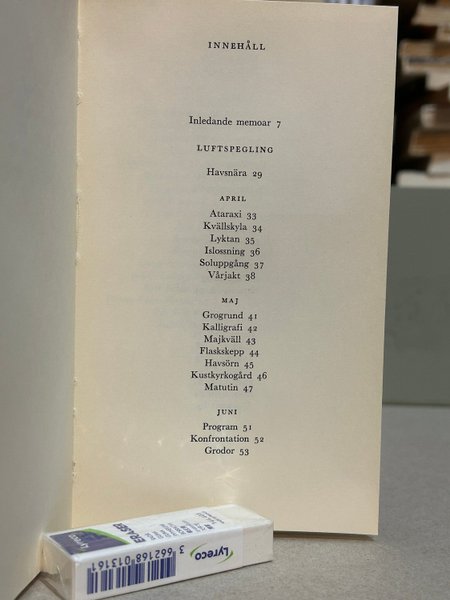 INNEHÅLL
Inledande memoar 7
LUFTSPEGLING
Havsnära 29
APRIL
Ataraxi 33
Kvällskyla 34
Lyktan 35
Islossning 36
Soluppgång 37
Vårjakt 38
MAJ
Grogrund 41
Kalligrafi 42
Majkväll 43
Flaskskepp 44
Havsörn 45
Kustkyrkogård 46
Matutin 47
JUNI
Program 51
Konfrontation 52
Grodor 53
Lyreco
ERASER
Lyreco
3 662168 013161